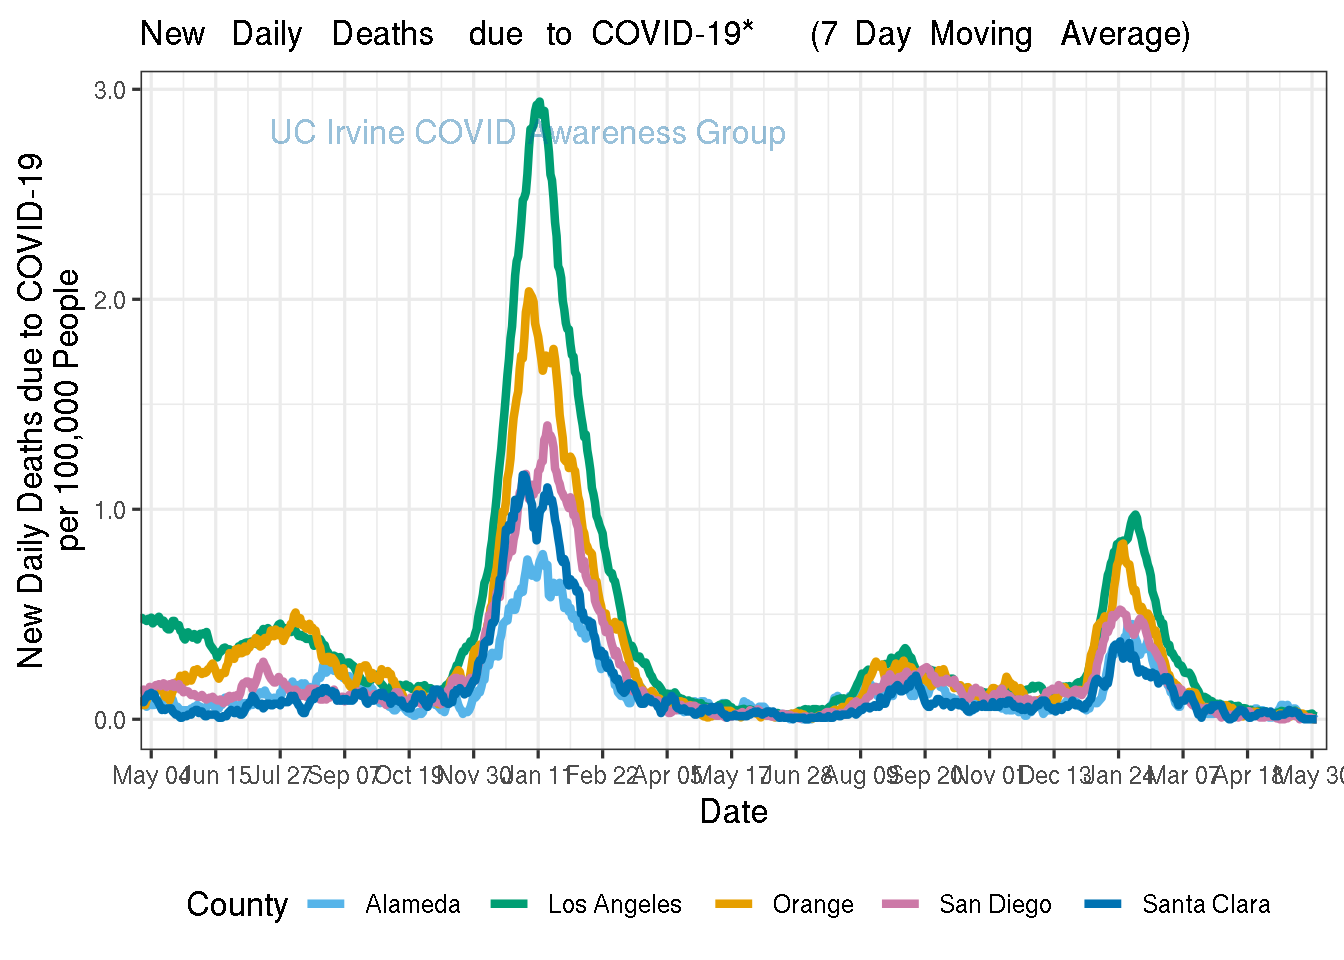 New Daily Deaths due to COVID-19* (7 Day Moving Average)
3.0
UC Irvine COVID Awareness Group
2.0
1.0
0.0
New Daily Deaths due to COVID-19
per 100,000 People
May 04 Jun 15 Jul 27 Sep 07 Oct 19 Nov 30 Jan 11 Feb 22 Apr 05 May 17 Jun 28 Aug 09 Sep 20 Nov 01 Dec 13 Jan 24 Mar 07 Apr 18 May 30
Date
County Alameda Los Angeles Orange San Diego Santa Clara